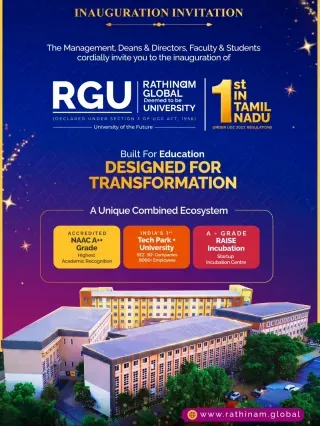 INAUGURATION INVITATION
The Management, Deans & Directors, Faculty & Students
cordially invite you to the inauguration of
RGU
RATHINAM
GLOBAL
Deemed to be
UNIVERSITY
(DECLARED UNDER SECTION 3 OF UGC ACT, 1956)
University of the Future
1st
IN
TAMIL
NADU
UNDER UGC 2023 REGULATIONS
Built For Education
DESIGNED FOR
TRANSFORMATION
A Unique Combined Ecosystem
ACCREDITED
NAAC A++
Grade
Highest
Academic Recognition
INDIA'S 1st
Tech Park +
University
Companies
Employees
A + GRADE
RAISE
Incubation
Startup
Incubation Centre
www.rathinam.global